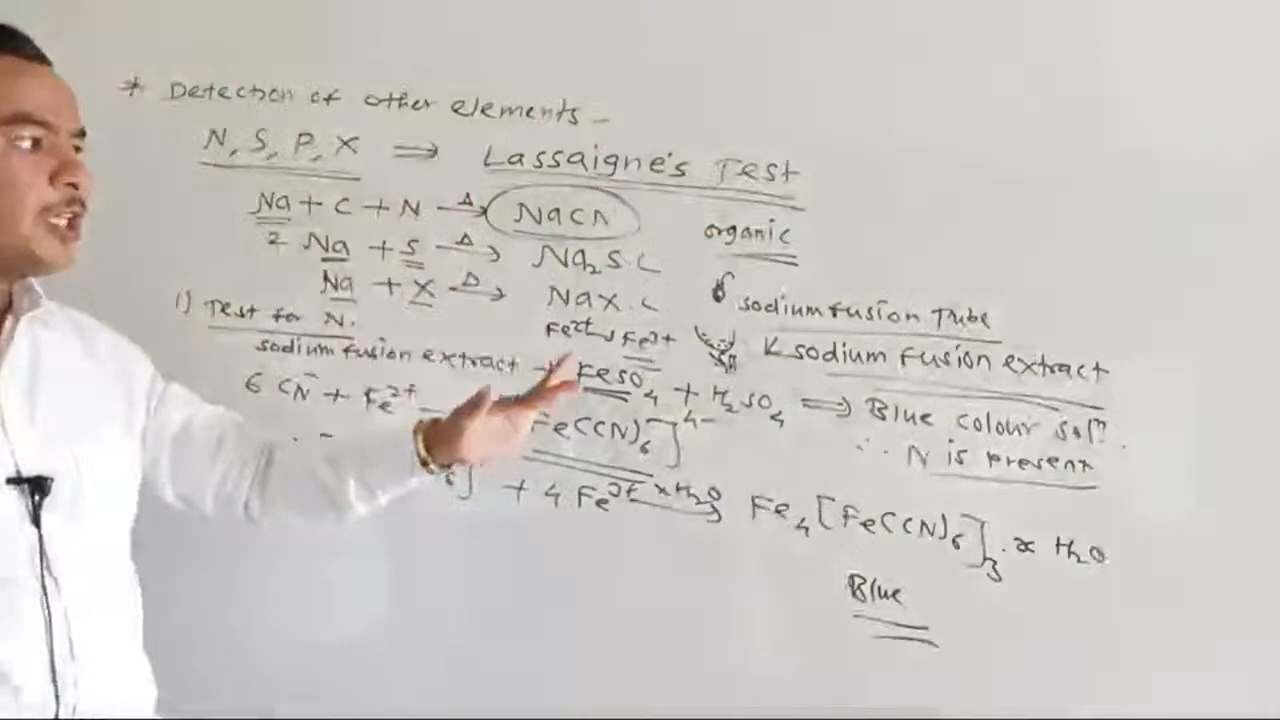 * Detection of other elements -
N, S, P, X ⇒ Lassaigne's Test
Na + C + N —Δ→ NaCN
organic
2 Na + S —Δ→ Na₂S
Na + X —Δ→ NaX
sodium fusion Tube
1) Test for N.
Fe²⁺ → Fe³⁺
sodium fusion extract
sodium fusion extract + FeSO₄ + H₂SO₄ ⇒ Blue colour solⁿ.
∴ N is present
6 CN⁻ + Fe²⁺ Fe(CN)₆]⁴⁻
6] + 4 Fe³⁺ —xH₂O→ Fe₄[Fe(CN)₆]₃ . x H₂O
Blue